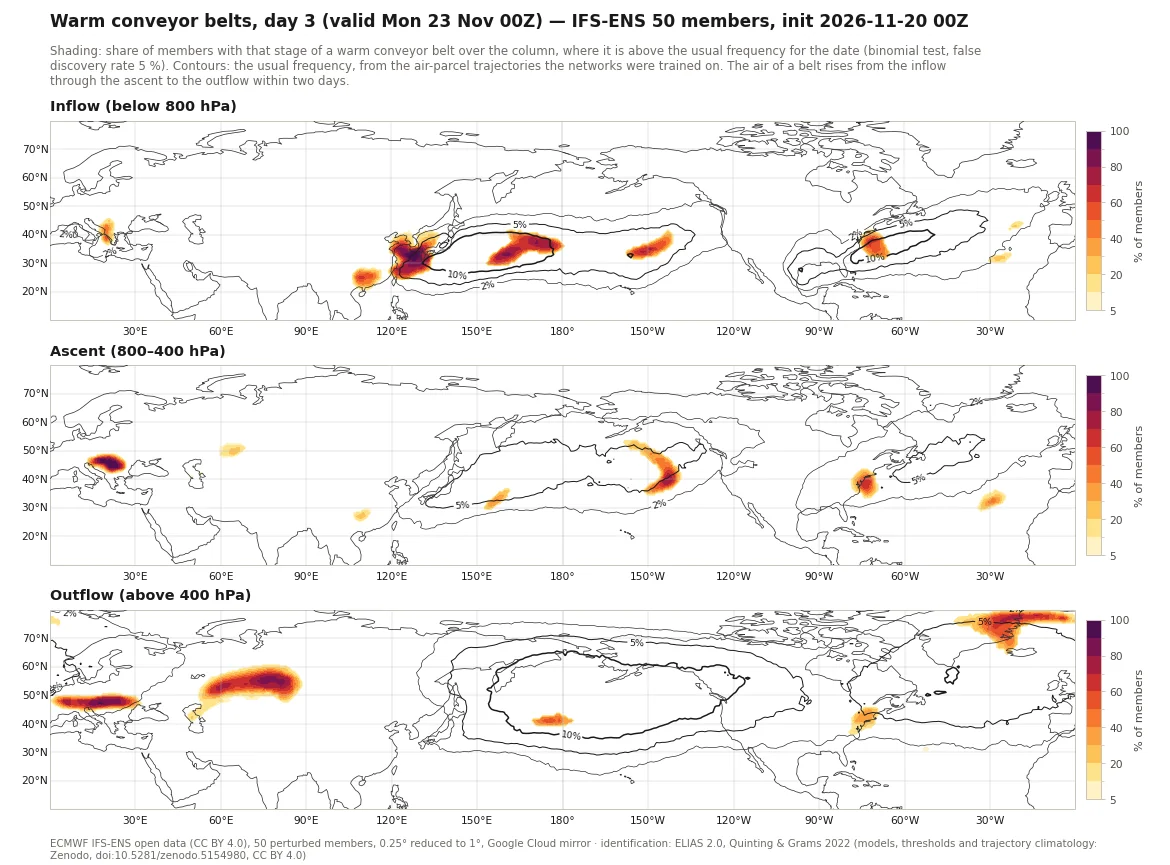 Warm conveyor belts, day 3 (valid Mon 23 Nov 00Z) — IFS-ENS 50 members, init 2026-11-20 00Z
Shading: share of members with that stage of a warm conveyor belt over the column, where it is above the usual frequency for the date (binomial test, false
discovery rate 5 %). Contours: the usual frequency, from the air-parcel trajectories the networks were trained on. The air of a belt rises from the inflow
through the ascent to the outflow within two days.
Inflow (below 800 hPa)
70°N
60°N
50°N
40°N
30°N
20°N
2%
2%
5%
10%
2%
2%
5%
10%
30°E 60°E 90°E 120°E 150°E 180° 150°W 120°W 90°W 60°W 30°W
100
80
60
40
20
5
% of members
Ascent (800–400 hPa)
70°N
60°N
50°N
40°N
30°N
20°N
5%
2%
5%
2%
30°E 60°E 90°E 120°E 150°E 180° 150°W 120°W 90°W 60°W 30°W
100
80
60
40
20
5
% of members
Outflow (above 400 hPa)
70°N
60°N
50°N
40°N
30°N
20°N
2%
5%
10%
5%
30°E 60°E 90°E 120°E 150°E 180° 150°W 120°W 90°W 60°W 30°W
100
80
60
40
20
5
% of members
ECMWF IFS-ENS open data (CC BY 4.0), 50 perturbed members, 0.25° reduced to 1°, Google Cloud mirror · identification: ELIAS 2.0, Quinting & Grams 2022 (models, thresholds and trajectory climatology:
Zenodo, doi:10.5281/zenodo.5154980, CC BY 4.0)